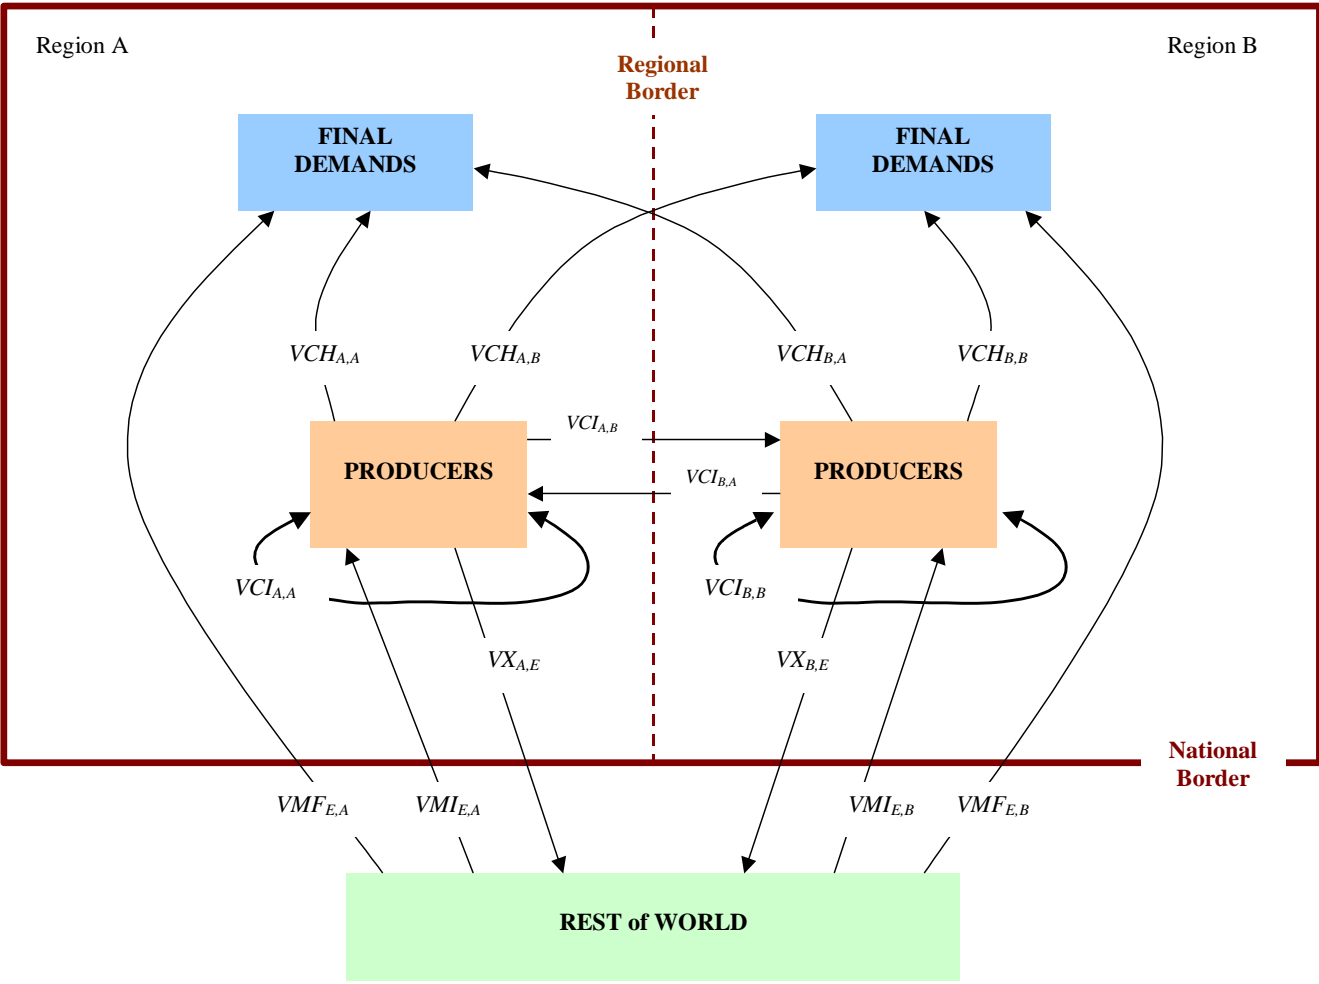 Region A
Region B
Regional
Border
FINAL
DEMANDS
FINAL
DEMANDS
VCH_{A,A}
VCH_{A,B}
VCH_{B,A}
VCH_{B,B}
VCI_{A,B}
PRODUCERS
PRODUCERS
VCI_{B,A}
VCI_{A,A}
VCI_{B,B}
VX_{A,E}
VX_{B,E}
National
Border
VMF_{E,A}
VMI_{E,A}
VMI_{E,B}
VMF_{E,B}
REST of WORLD